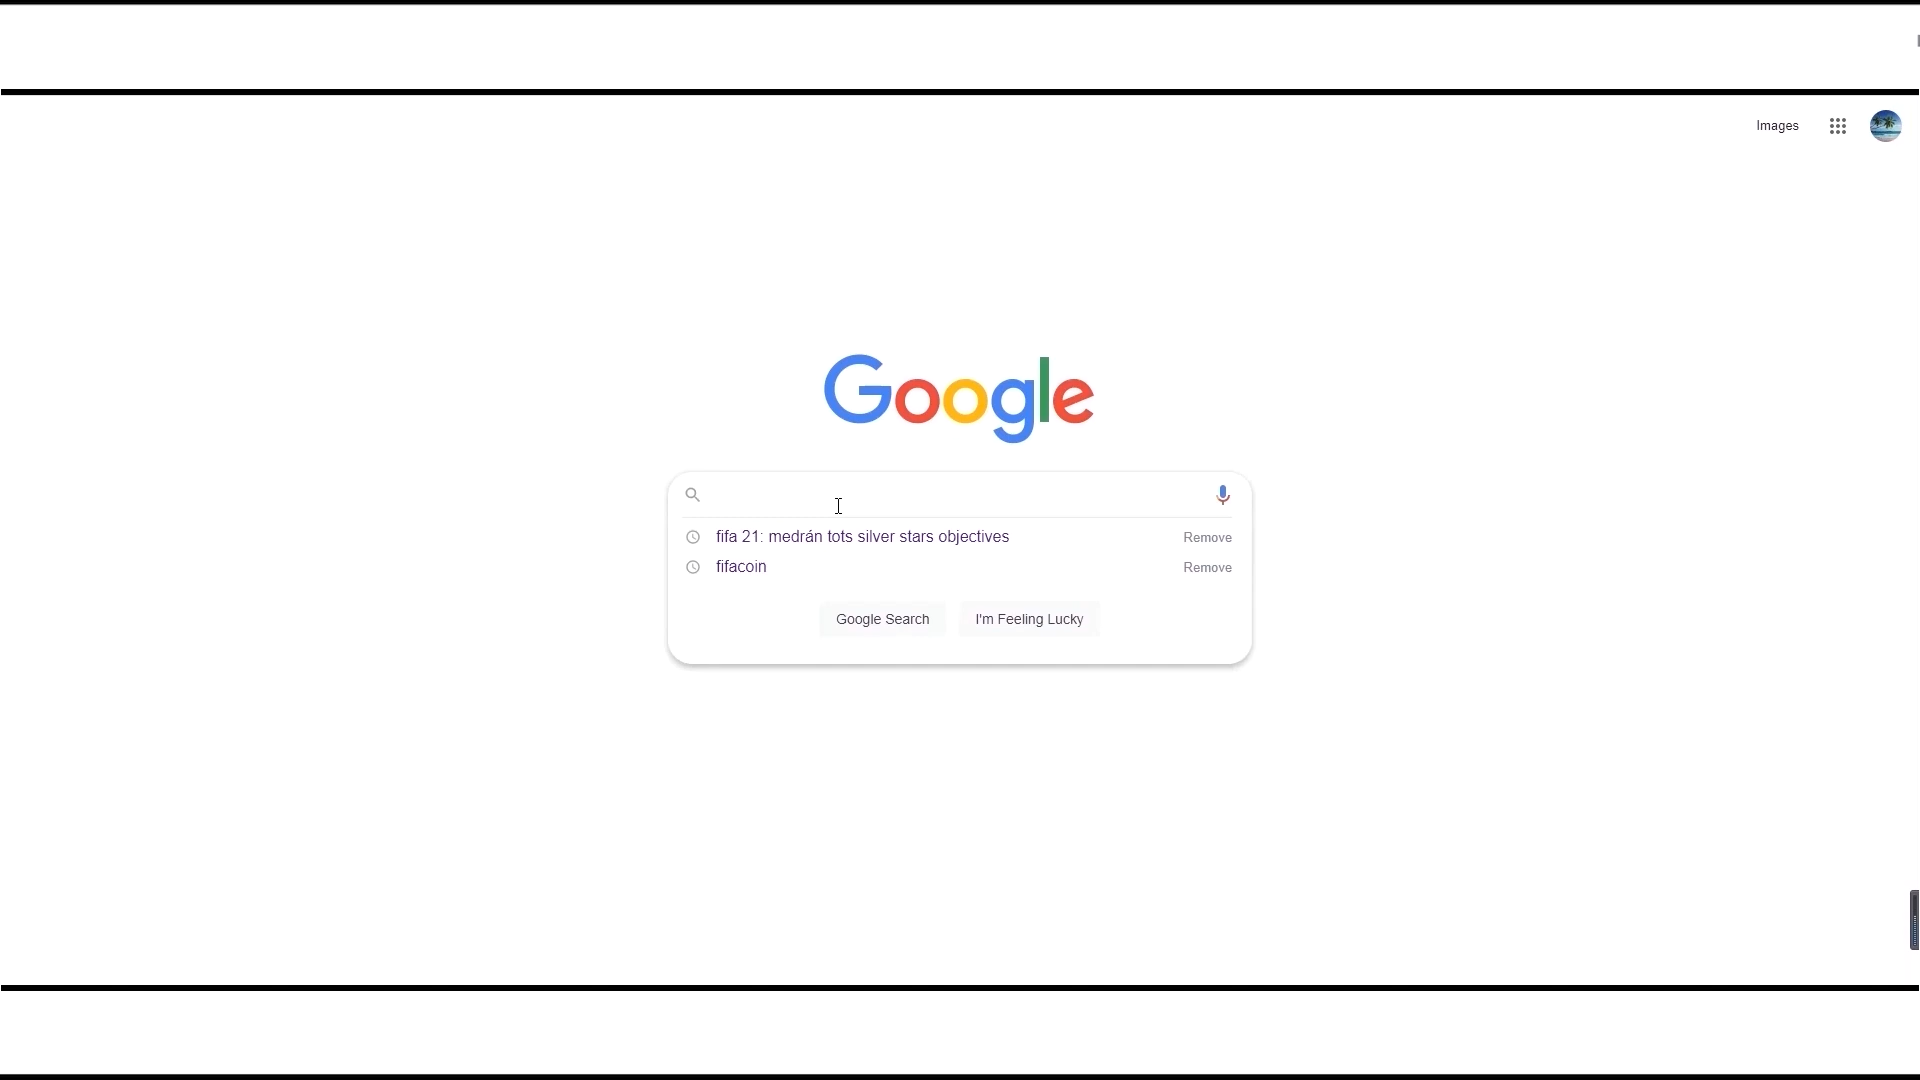 Images
Google
fifa 21: medrán tots silver stars objectives Remove
fifacoin Remove
Google Search I'm Feeling Lucky